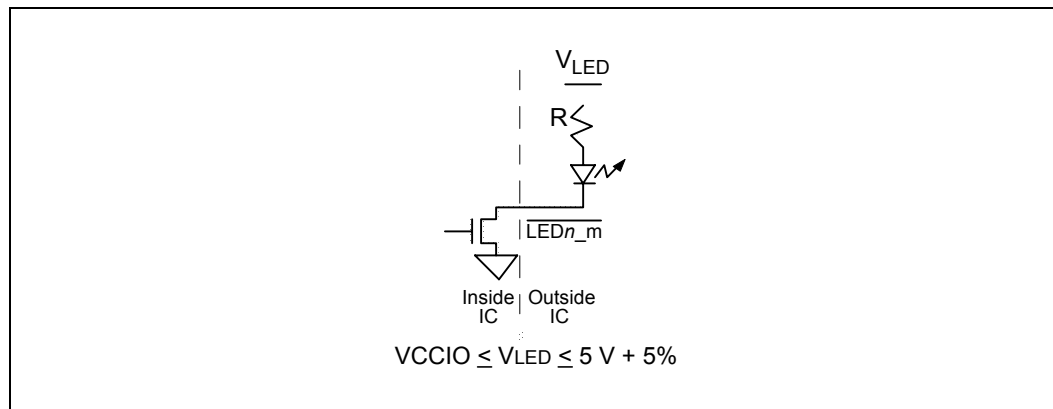 VLED
R
LEDn_m
Inside Outside
IC IC
VCCIO ≤ VLED ≤ 5 V + 5%